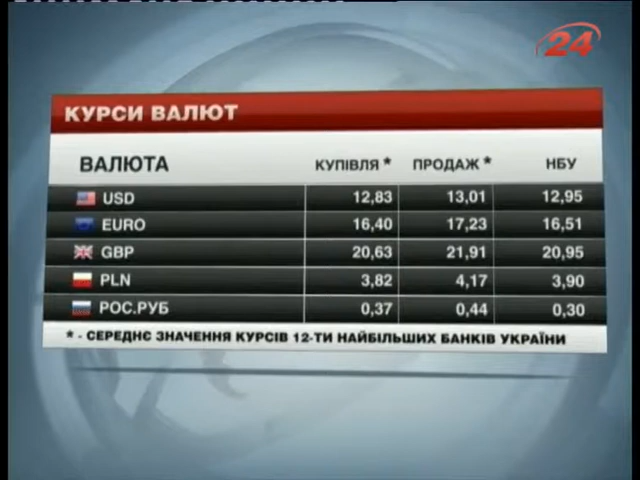 24
КУРСИ ВАЛЮТ
ВАЛЮТА КУПІВЛЯ * ПРОДАЖ * НБУ
USD 12,83 13,01 12,95
EURO 16,40 17,23 16,51
GBP 20,63 21,91 20,95
PLN 3,82 4,17 3,90
РОС.РУБ 0,37 0,44 0,30
* - СЕРЕДНЄ ЗНАЧЕННЯ КУРСІВ 12-ТИ НАЙБІЛЬШИХ БАНКІВ УКРАЇНИ